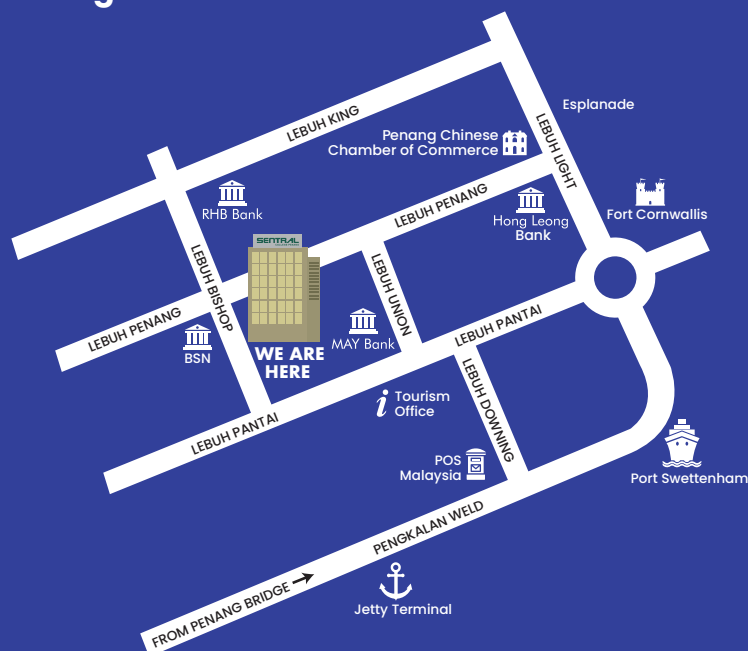 LEBUH KING
Esplanade
LEBUH LIGHT
Penang Chinese
Chamber of Commerce
RHB Bank
LEBUH PENANG
Hong Leong
Bank
Fort Cornwallis
SENTRAL
LEBUH BISHOP
LEBUH UNION
LEBUH PENANG
BSN
MAY Bank
LEBUH PANTAI
WE ARE
HERE
LEBUH DOWNING
i
Tourism
Office
LEBUH PANTAI
POS
Malaysia
Port Swettenham
PENGKALAN WELD
FROM PENANG BRIDGE
Jetty Terminal